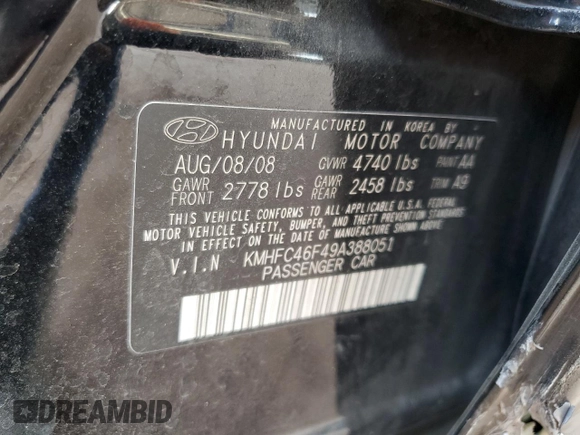 MANUFACTURED IN KOREA BY
HYUNDAI MOTOR COMPANY
AUG/08/08 GVWR 4740 lbs PAINT AA
GAWR FRONT 2778 lbs GAWR REAR 2458 lbs TRIM A9
THIS VEHICLE CONFORMS TO ALL APPLICABLE U.S.A. FEDERAL
MOTOR VEHICLE SAFETY, BUMPER, AND THEFT PREVENTION STANDARDS
IN EFFECT ON THE DATE OF MANUFACTURE SHOWN ABOVE.
V.I.N KMHFC46F49A388051
PASSENGER CAR
DREAMBID